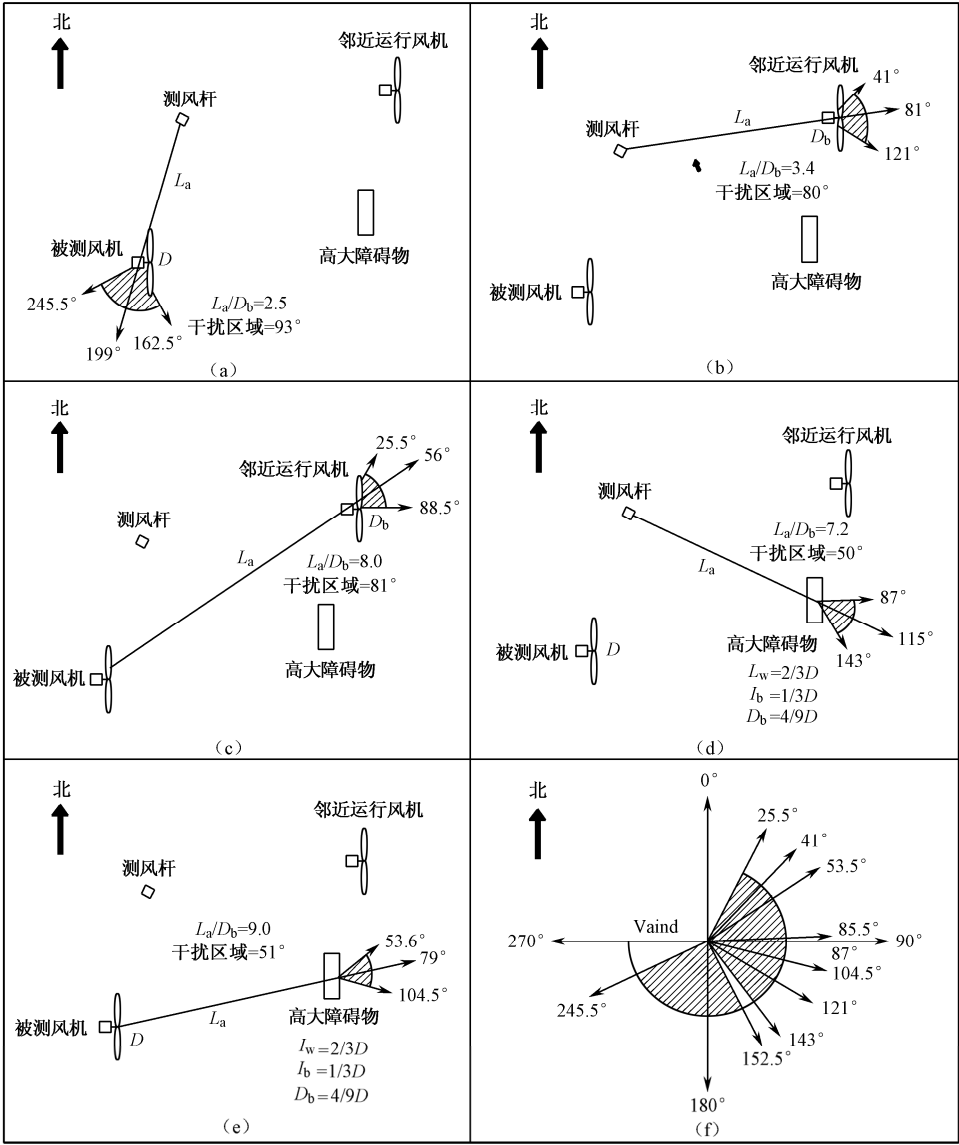 北
邻近运行风机
测风杆
La
被测风机
D
245.5°
La/Db=2.5
干扰区域=93°
高大障碍物
199°
162.5°
(a)
北
邻近运行风机
41°
测风杆
La
81°
Db
121°
La/Db=3.4
干扰区域=80°
高大障碍物
被测风机
(b)
北
25.5°
邻近运行风机
56°
测风杆
Db
88.5°
La
La/Db=8.0
干扰区域=81°
被测风机
高大障碍物
(c)
北
邻近运行风机
测风杆
La/Db=7.2
干扰区域=50°
La
87°
115°
被测风机
D
高大障碍物
143°
Lw=2/3D
Ib=1/3D
Db=4/9D
(d)
北
邻近运行风机
测风杆
La/Db=9.0
干扰区域=51°
53.6°
79°
104.5°
被测风机
D
La
高大障碍物
Iw=2/3D
Ib=1/3D
Db=4/9D
(e)
北
0°
25.5°
41°
53.5°
Vaind
85.5°
270°
90°
87°
104.5°
245.5°
121°
143°
152.5°
180°
(f)